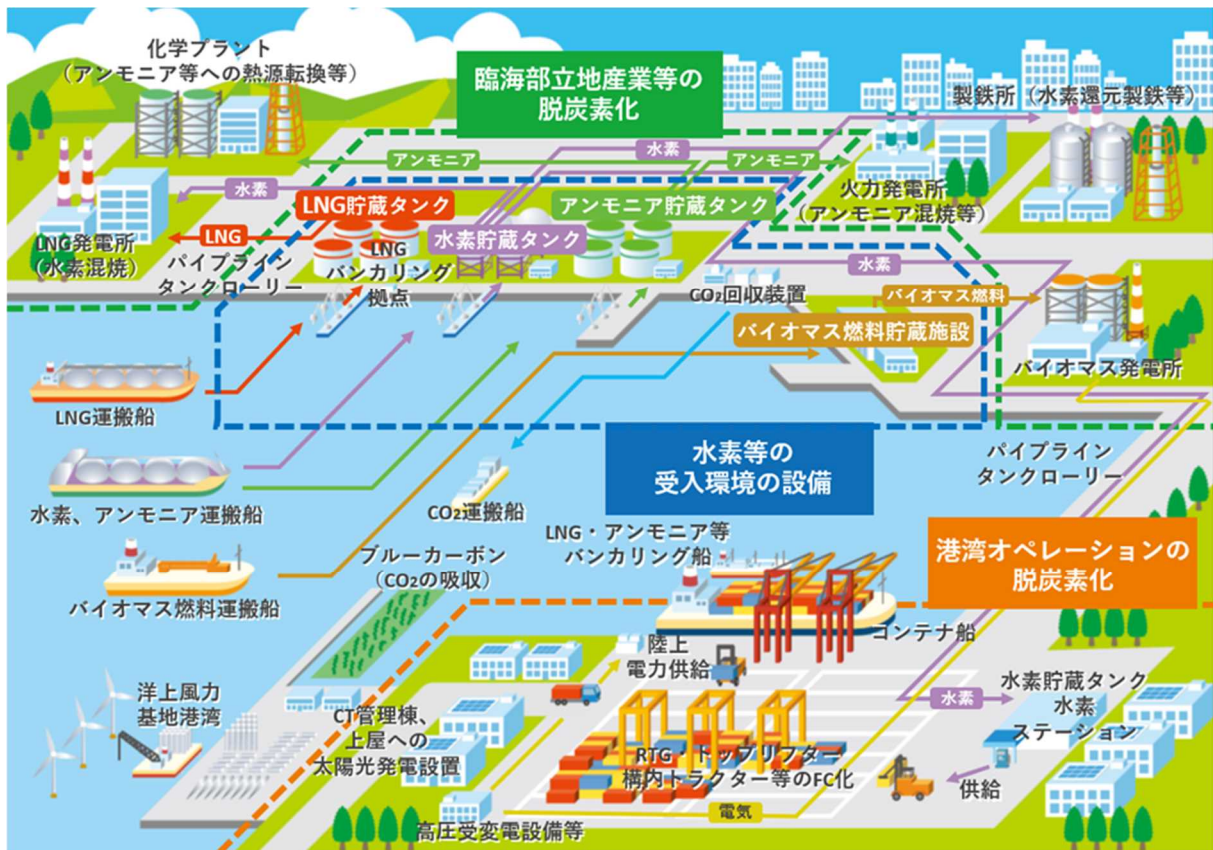 化学プラント
（アンモニア等への熱源転換等）
臨海部立地産業等の
脱炭素化
製鉄所（水素還元製鉄等）
アンモニア
水素
アンモニア
水素
LNG貯蔵タンク
アンモニア貯蔵タンク
火力発電所
（アンモニア混焼等）
LNG
水素貯蔵タンク
LNG発電所
（水素混焼）
パイプライン
タンクローリー
LNG
バンカリング
拠点
水素
CO₂回収装置
バイオマス燃料
バイオマス燃料貯蔵施設
バイオマス発電所
LNG運搬船
水素等の
受入環境の設備
パイプライン
タンクローリー
水素、アンモニア運搬船
CO₂運搬船
LNG・アンモニア等
バンカリング船
港湾オペレーションの
脱炭素化
ブルーカーボン
（CO₂の吸収）
バイオマス燃料運搬船
コンテナ船
陸上
電力供給
洋上風力
基地港湾
CT管理棟、
上屋への
太陽光発電設置
水素
水素貯蔵タンク
水素
ステーション
RTG・トップリフター
構内トラクター等のFC化
供給
電気
高圧受変電設備等